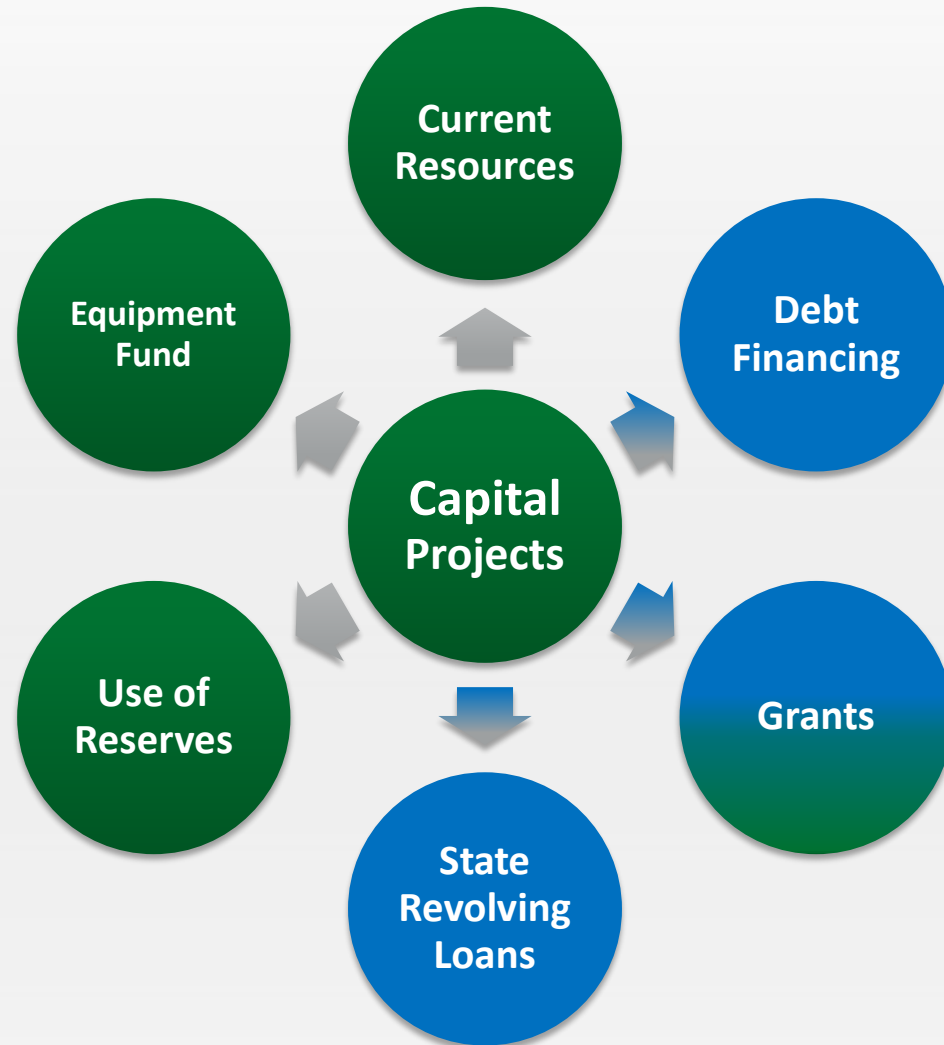 Current
Resources
Equipment
Fund
Debt
Financing
Capital
Projects
Use of
Reserves
Grants
State
Revolving
Loans